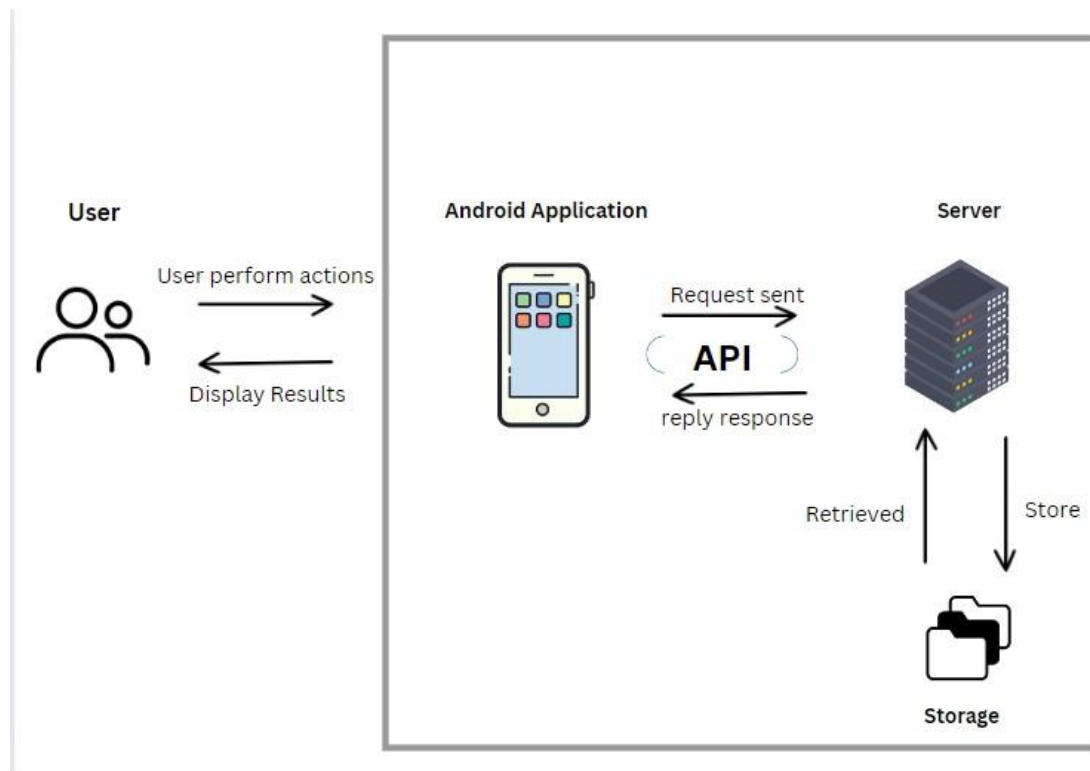 User
Android Application
Server
User perform actions
Request sent
API
Display Results
reply response
Retrieved
Store
Storage